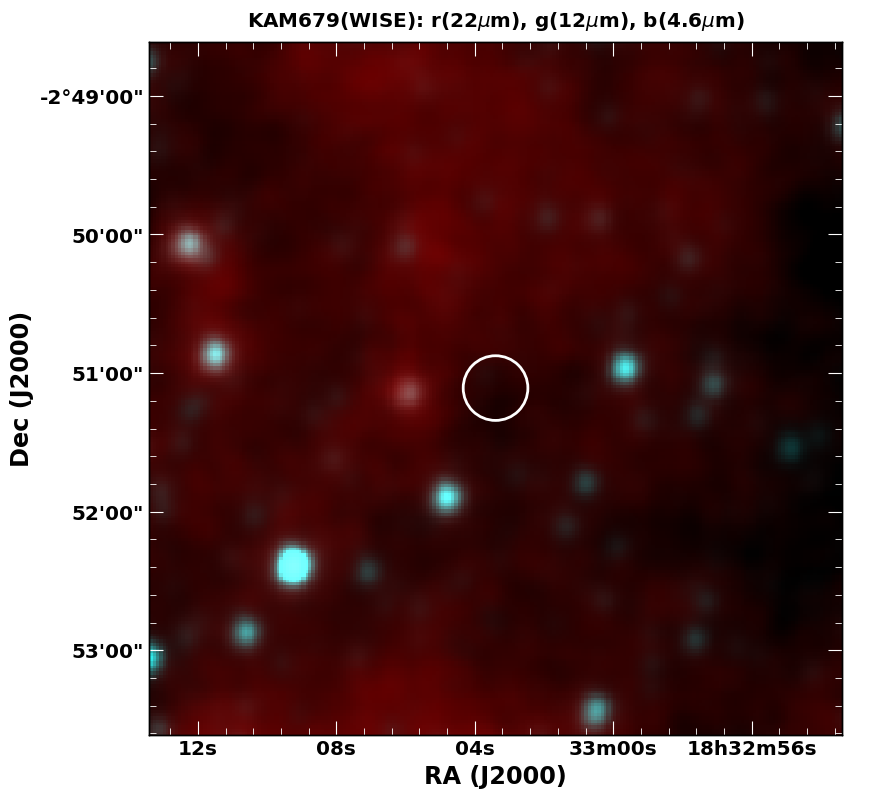 KAM679(WISE): r(22μm), g(12μm), b(4.6μm)
-2°49'00"
50'00"
51'00"
52'00"
53'00"
Dec (J2000)
12s 08s 04s 33m00s 18h32m56s
RA (J2000)